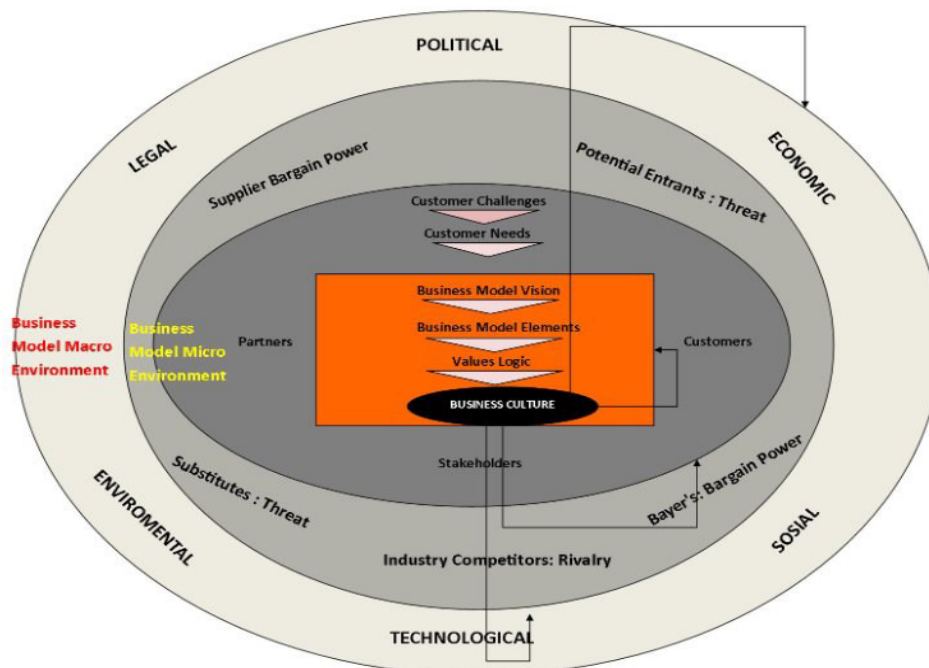 POLITICAL
LEGAL
ECONOMIC
Supplier Bargain Power
Potential Entrants : Threat
Customer Challenges
Customer Needs
Business Model Vision
Business
Model Macro
Environment
Business
Model Micro
Environment
Partners
Business Model Elements
Customers
Values Logic
BUSINESS CULTURE
Stakeholders
Substitutes : Threat
Bayer's: Bargain Power
ENVIROMENTAL
SOSIAL
Industry Competitors: Rivalry
TECHNOLOGICAL